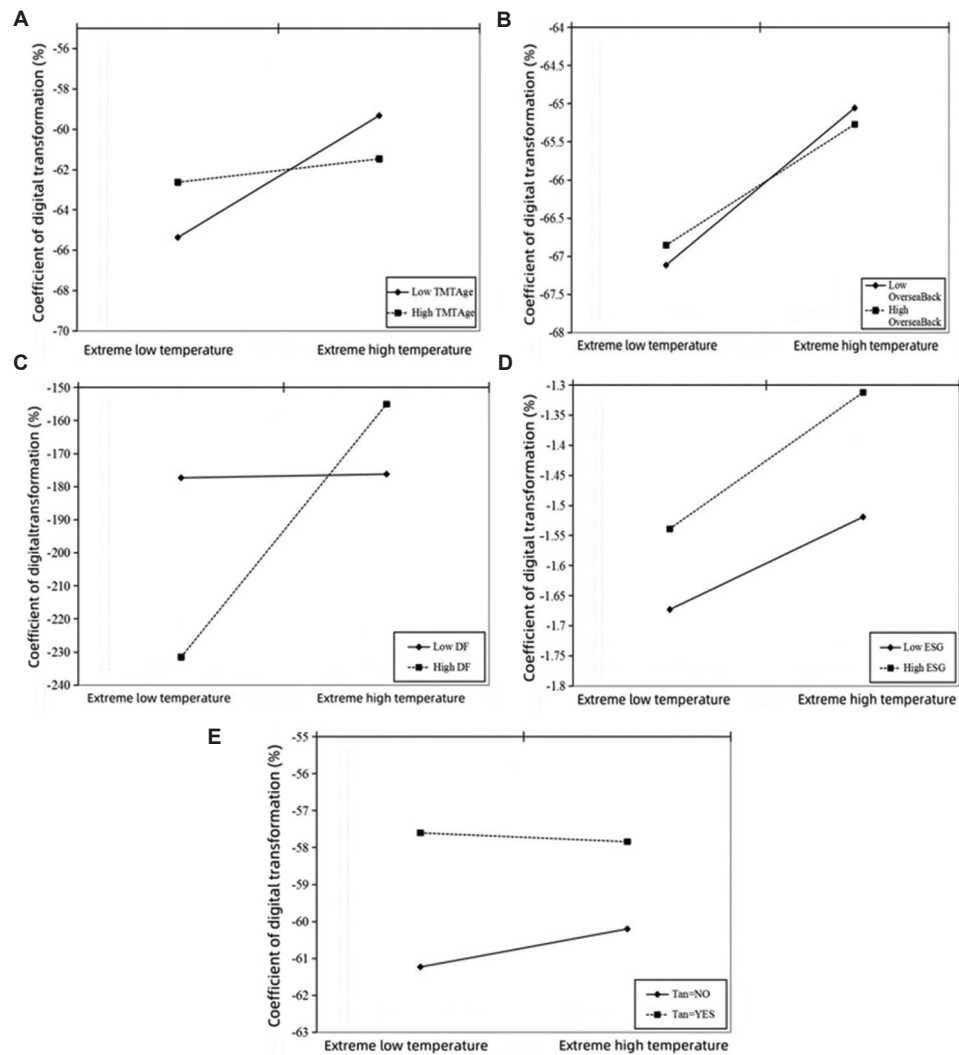 A
Coefficient of digital transformation (%)
-56
-58
-60
-62
-64
-66
-68
-70
Low TMTAge
High TMTAge
Extreme low temperature Extreme high temperature
B
Coefficient of digital transformation (%)
-64
-64.5
-65
-65.5
-66
-66.5
-67
-67.5
-68
Low
OverseaBack
High
OverseaBack
Extreme low temperature Extreme high temperature
C
Coefficient of digitaltransformation (%)
-150
-160
-170
-180
-190
-200
-210
-220
-230
-240
Low DF
High DF
Extreme low temperature Extreme high temperature
D
Coefficient of digital transformation (%)
-1.3
-1.35
-1.4
-1.45
-1.5
-1.55
-1.6
-1.65
-1.7
-1.75
-1.8
Low ESG
High ESG
Extreme low temperature Extreme high temperature
E
Coefficient of digital transformation (%)
-55
-56
-57
-58
-59
-60
-61
-62
-63
Tan=NO
Tan=YES
Extreme low temperature Extreme high temperature